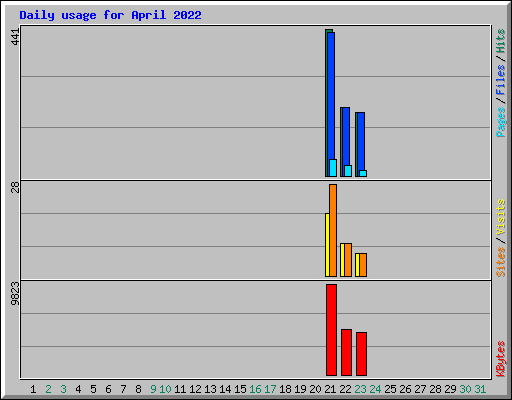 Daily usage for April 2022
441
Pages/Files/Hits
28
Sites/Visits
9823
KBytes
1 2 3 4 5 6 7 8 9 10 11 12 13 14 15 16 17 18 19 20 21 22 23 24 25 26 27 28 29 30 31